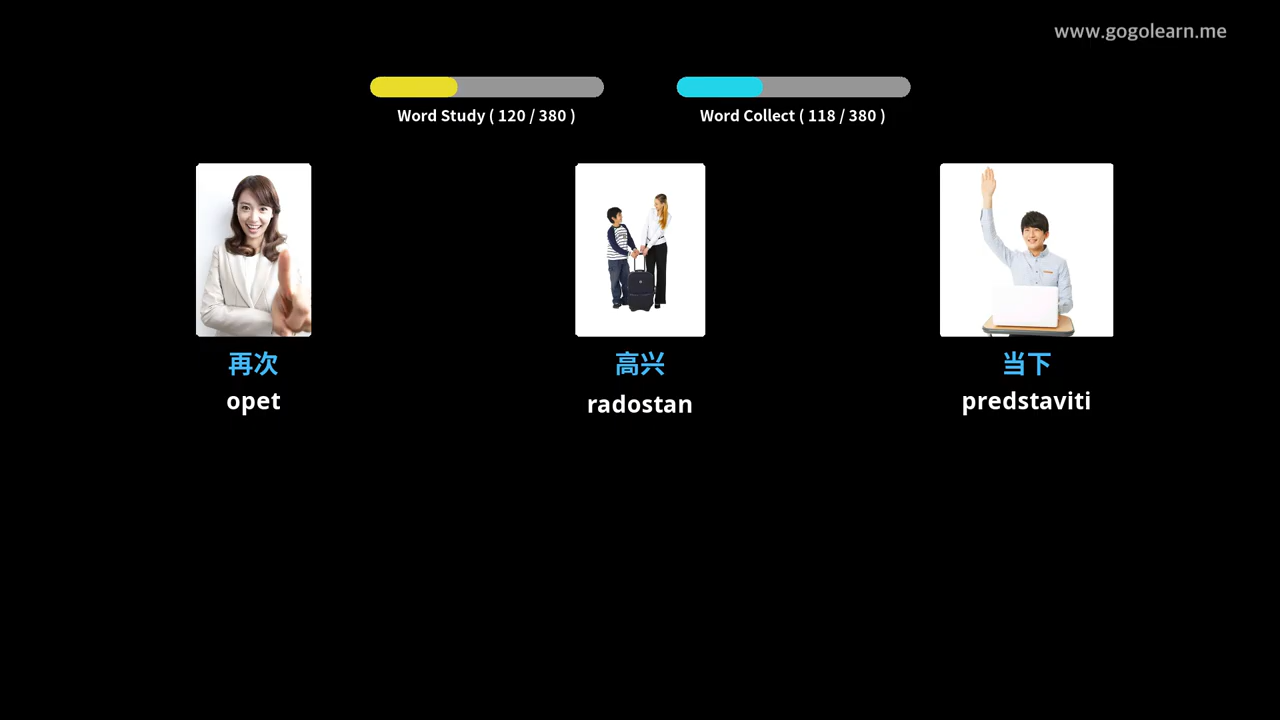 www.gogolearn.me
Word Study ( 120 / 380 )
Word Collect ( 118 / 380 )
再次
opet
高兴
radostan
当下
predstaviti